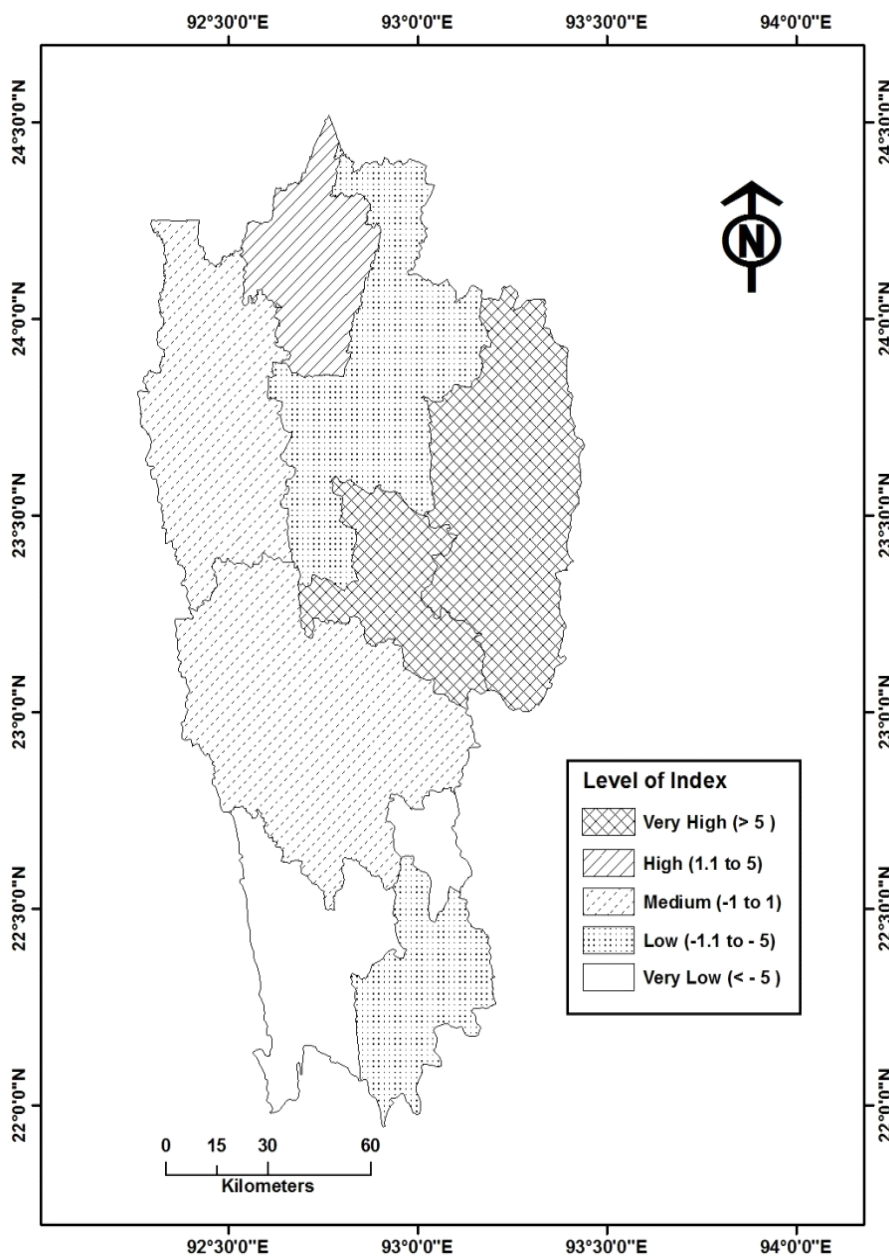 92°30'0"E 93°0'0"E 93°30'0"E 94°0'0"E
24°30'0"N 24°30'0"N
N
24°0'0"N 24°0'0"N
23°30'0"N 23°30'0"N
23°0'0"N 23°0'0"N
Level of Index
Very High (> 5 )
High (1.1 to 5)
Medium (-1 to 1)
Low (-1.1 to - 5)
Very Low (< - 5 )
22°30'0"N 22°30'0"N
22°0'0"N 22°0'0"N
0 15 30 60
Kilometers
92°30'0"E 93°0'0"E 93°30'0"E 94°0'0"E